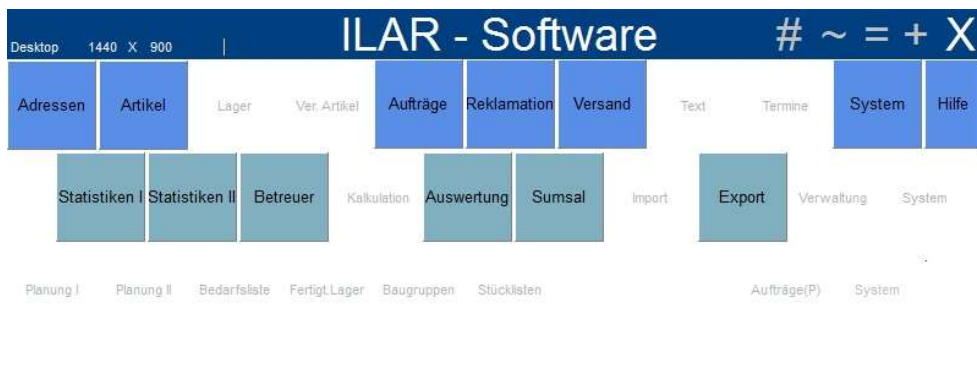 Desktop 1440 X 900 | ILAR - Software # ~ = + X
Adressen Artikel Lager Ver. Artikel Aufträge Reklamation Versand Text Termine System Hilfe
Statistiken I Statistiken II Betreuer Kalkulation Auswertung Sumsal Import Export Verwaltung System
Planung I Planung II Bedarfsliste Fertigt.Lager Baugruppen Stücklisten Aufträge(P) System